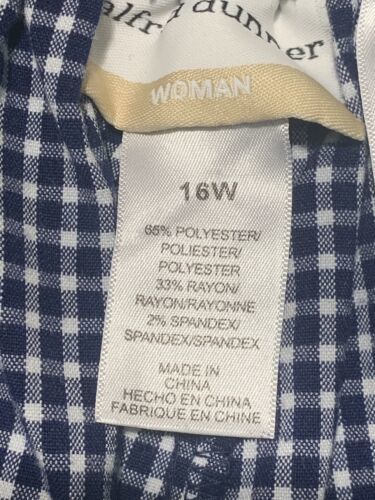 alfred dunner
WOMAN
16W
65% POLYESTER/
POLIESTER/
POLYESTER
33% RAYON/
RAYON/RAYONNE
2% SPANDEX/
SPANDEX/SPANDEX
MADE IN
CHINA
HECHO EN CHINA
FABRIQUE EN CHINE